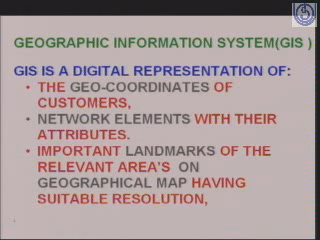 GEOGRAPHIC INFORMATION SYSTEM(GIS )
GIS IS A DIGITAL REPRESENTATION OF:
• THE GEO-COORDINATES OF
CUSTOMERS,
• NETWORK ELEMENTS WITH THEIR
ATTRIBUTES.
• IMPORTANT LANDMARKS OF THE
RELEVANT AREA'S ON
GEOGRAPHICAL MAP HAVING
SUITABLE RESOLUTION,